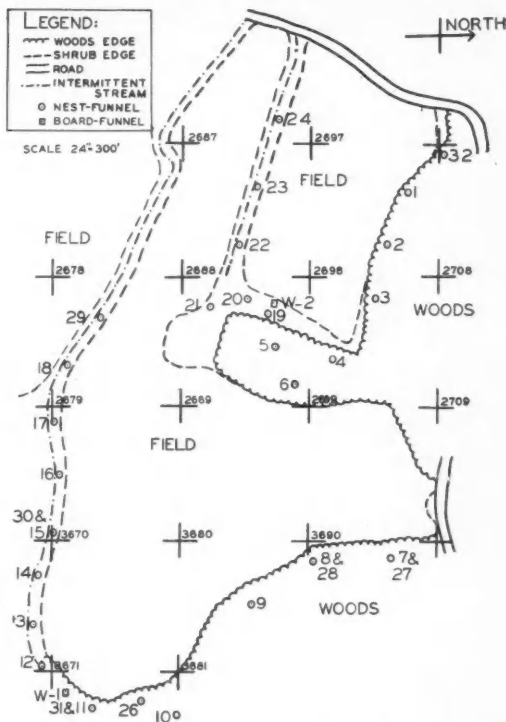 LEGEND:
WOODS EDGE
SHRUB EDGE
ROAD
INTERMITTENT
STREAM
NEST-FUNNEL
BOARD-FUNNEL
SCALE 24"-300'
NORTH
24
2687
2697
32
23
FIELD
1
FIELD
22
2
2678
2688
2698
2708
29
21
20
W-2
3
WOODS
19
5
4
18
6
2679
2689
2699
2709
17
FIELD
16
30&
15
3670
3680
3690
8&
28
7&
27
14
9
WOODS
13
12
3671
3681
W-1
31&11
26
10